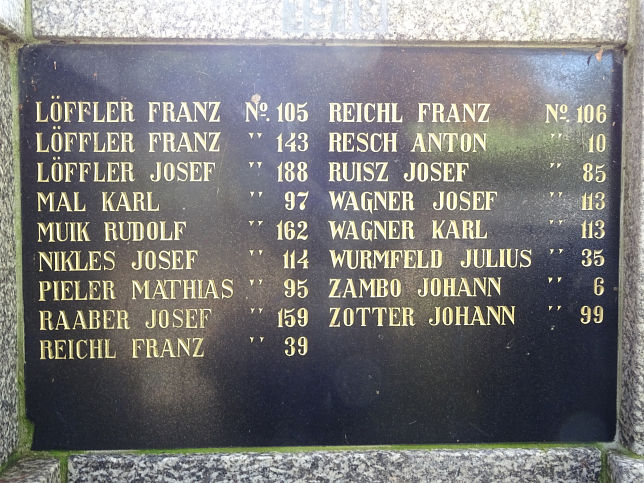 LÖFFLER FRANZ No. 105
LÖFFLER FRANZ " 143
LÖFFLER JOSEF " 188
MAL KARL " 97
MUIK RUDOLF " 162
NIKLES JOSEF " 114
PIELER MATHIAS " 95
RAABER JOSEF " 159
REICHL FRANZ " 39
REICHL FRANZ No. 106
RESCH ANTON " 10
RUISZ JOSEF " 85
WAGNER JOSEF " 113
WAGNER KARL " 113
WURMFELD JULIUS " 35
ZAMBO JOHANN " 6
ZOTTER JOHANN " 99